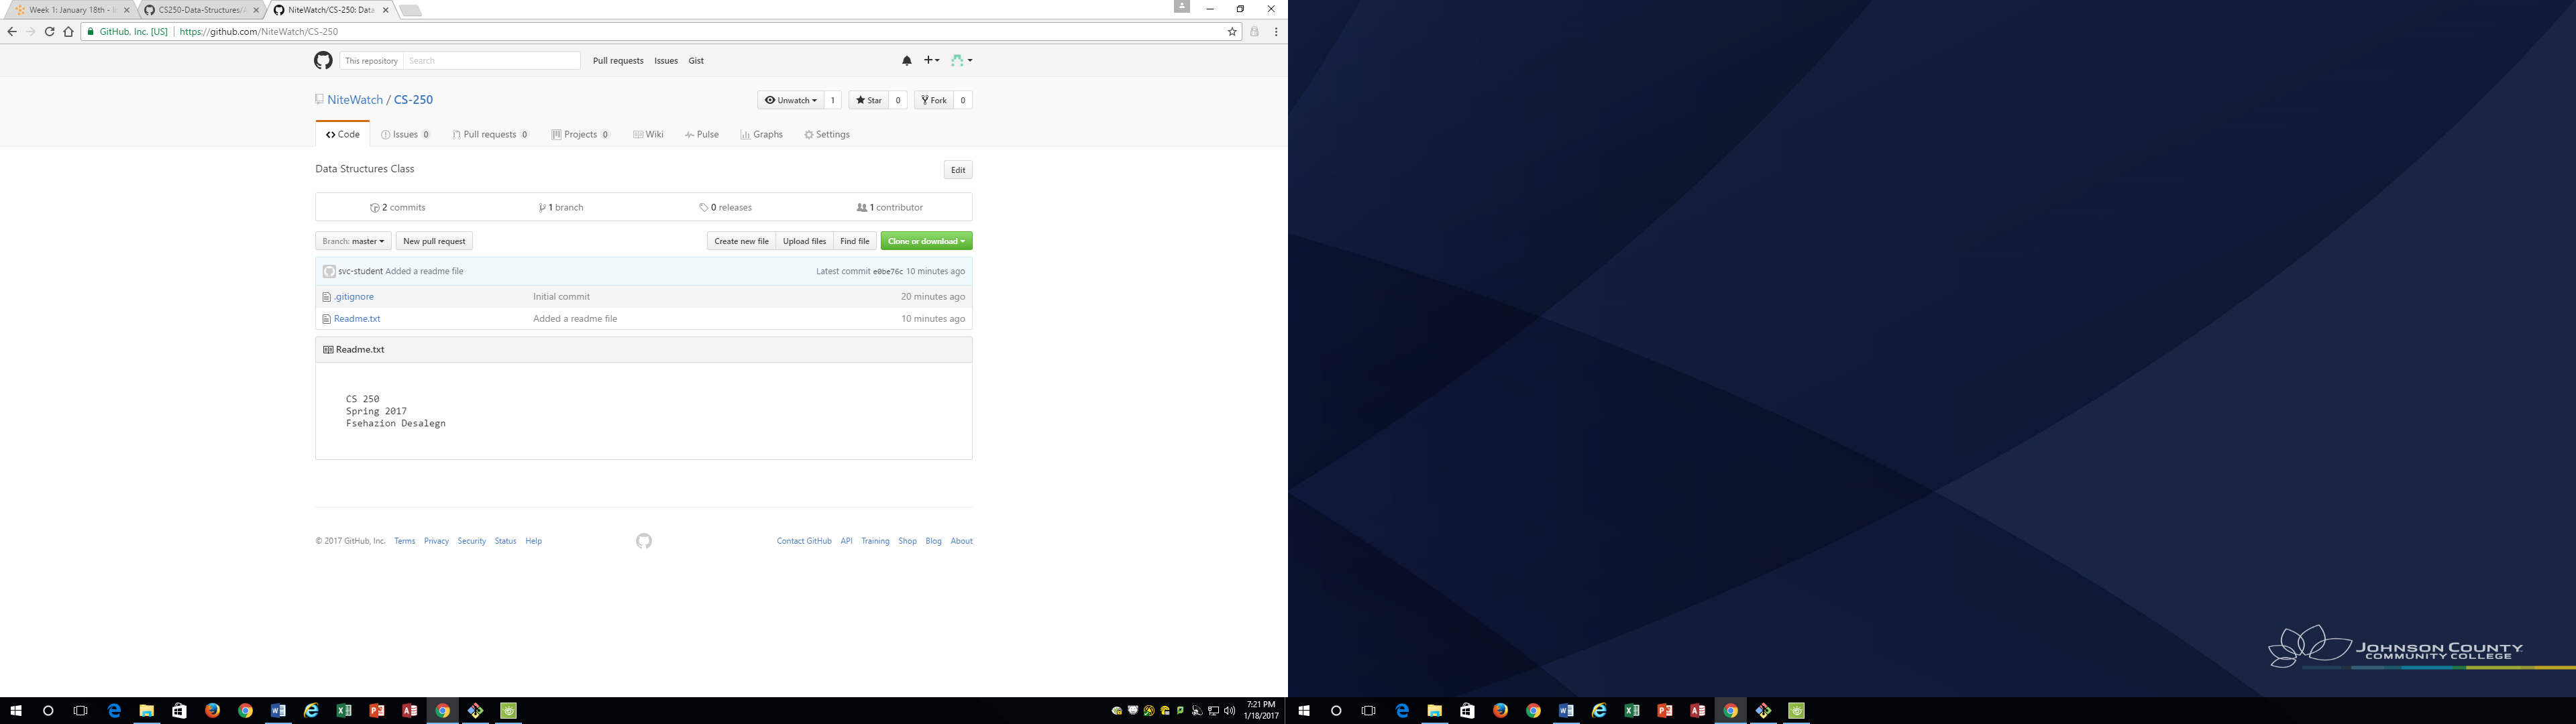 Week 1: January 18th - In
CS250-Data-Structures/A
NiteWatch/CS-250: Data
GitHub, Inc. [US] | https://github.com/NiteWatch/CS-250
This repository Search Pull requests Issues Gist
NiteWatch / CS-250 Unwatch 1 Star 0 Fork 0
Code Issues 0 Pull requests 0 Projects 0 Wiki Pulse Graphs Settings
Data Structures Class Edit
2 commits 1 branch 0 releases 1 contributor
Branch: master New pull request Create new file Upload files Find file Clone or download
svc-student Added a readme file Latest commit e0be76c 10 minutes ago
.gitignore Initial commit 20 minutes ago
Readme.txt Added a readme file 10 minutes ago
Readme.txt
CS 250
Spring 2017
Fsehazion Desalegn
© 2017 GitHub, Inc. Terms Privacy Security Status Help Contact GitHub API Training Shop Blog About
JOHNSON COUNTY
COMMUNITY COLLEGE
7:21 PM
1/18/2017